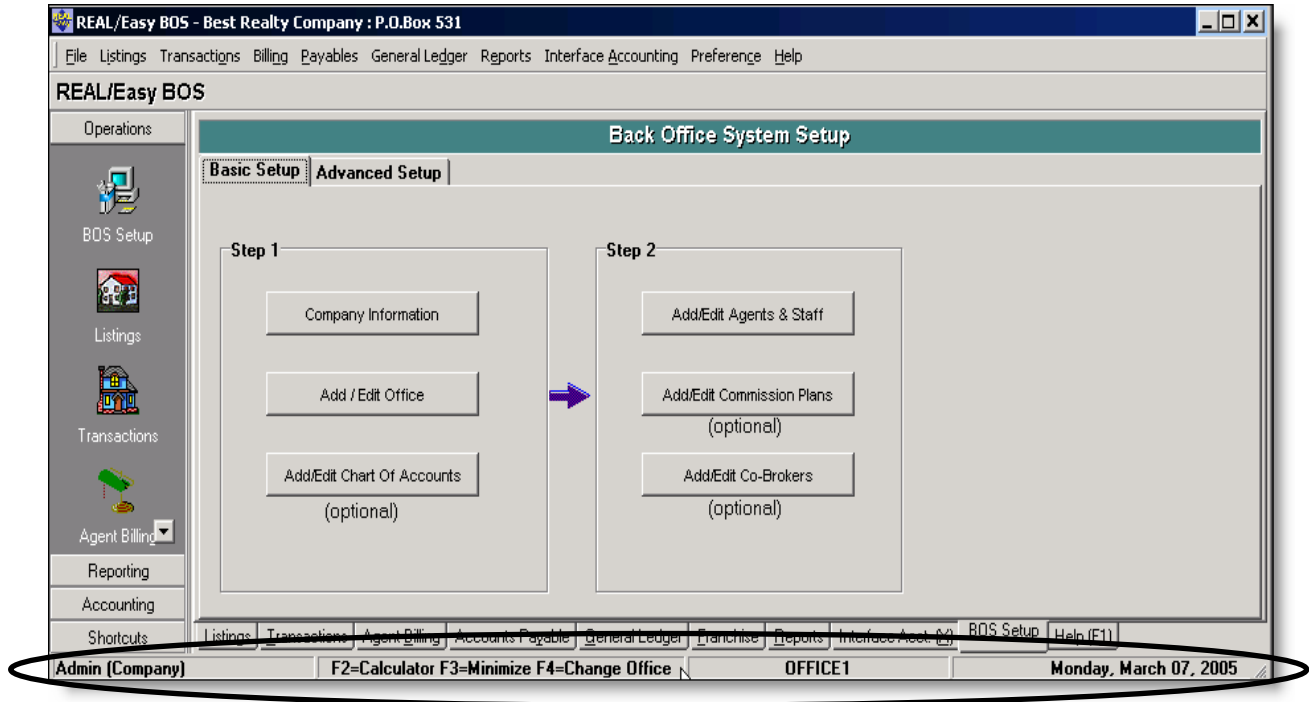 REAL/Easy BOS - Best Realty Company : P.O.Box 531
File Listings Transactions Billing Payables General Ledger Reports Interface Accounting Preference Help
REAL/Easy BOS
Operations
BOS Setup
Listings
Transactions
Agent Billing
Reporting
Accounting
Shortcuts
Back Office System Setup
Basic Setup Advanced Setup
Step 1
Company Information
Add / Edit Office
Add/Edit Chart Of Accounts
(optional)
Step 2
Add/Edit Agents & Staff
Add/Edit Commission Plans
(optional)
Add/Edit Co-Brokers
(optional)
Listings Transactions Agent Billing Accounts Payable General Ledger Franchise Reports Interface Acct. (Y) BOS Setup Help (F1)
Admin (Company) F2=Calculator F3=Minimize F4=Change Office OFFICE1 Monday, March 07, 2005